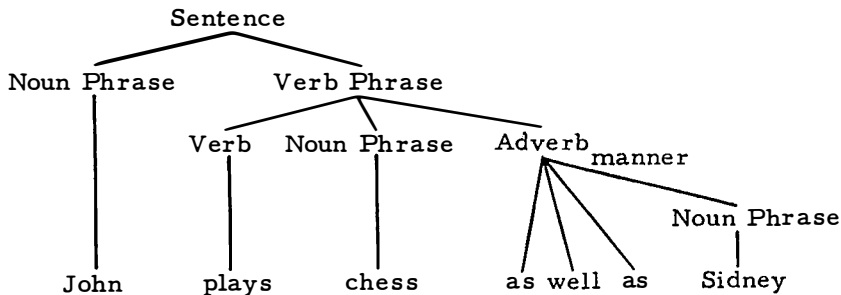 Sentence
Noun Phrase Verb Phrase
Verb Noun Phrase Adverb manner
Noun Phrase
John plays chess as well as Sidney